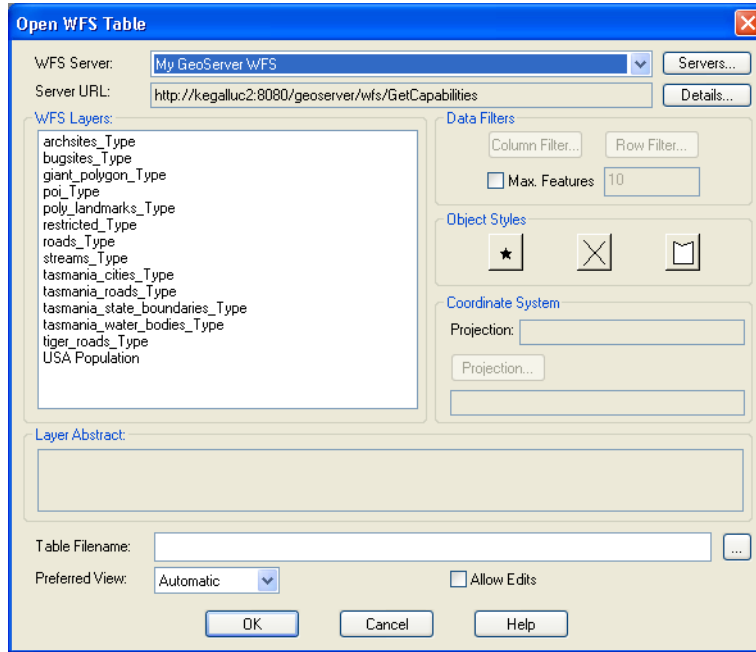 Open WFS Table
WFS Server: My GeoServer WFS Servers...
Server URL: http://kegalluc2:8080/geoserver/wfs/GetCapabilities Details...
WFS Layers:
archsites_Type
bugsites_Type
giant_polygon_Type
poi_Type
poly_landmarks_Type
restricted_Type
roads_Type
streams_Type
tasmania_cities_Type
tasmania_roads_Type
tasmania_state_boundaries_Type
tasmania_water_bodies_Type
tiger_roads_Type
USA Population
Data Filters
Column Filter... Row Filter...
Max. Features 10
Object Styles
Coordinate System
Projection:
Projection...
Layer Abstract:
Table Filename: ...
Preferred View: Automatic Allow Edits
OK Cancel Help